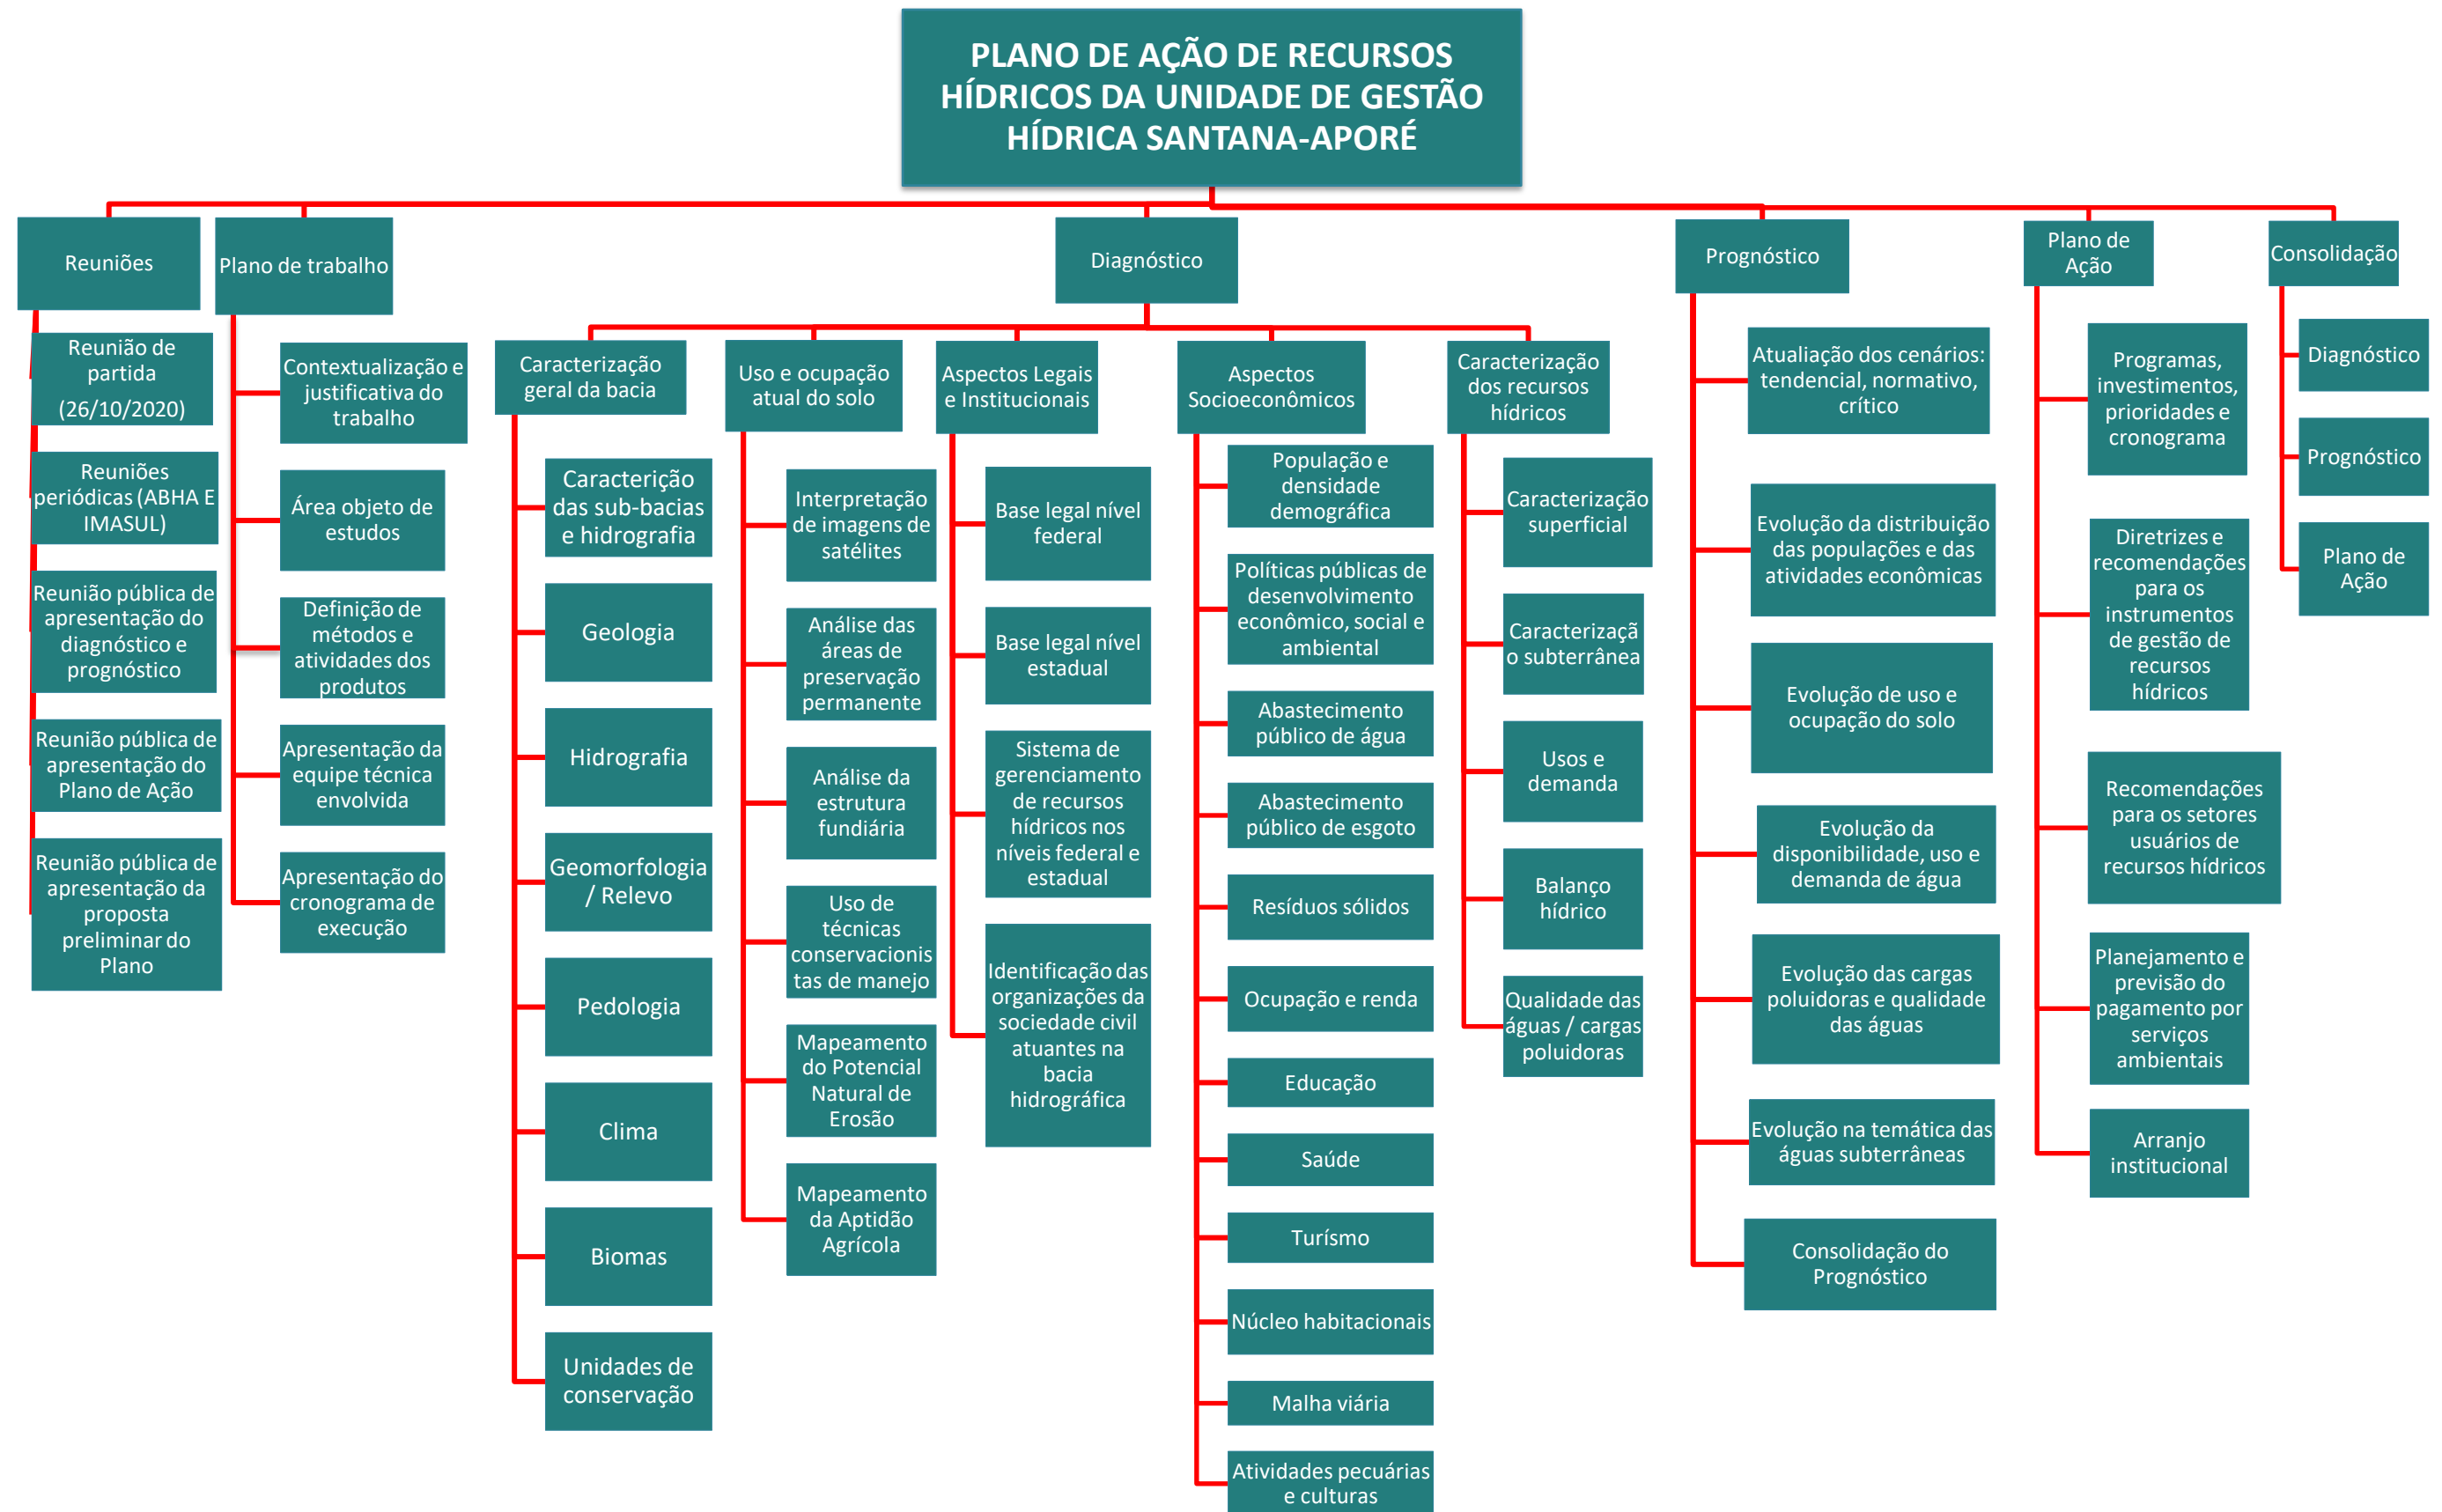 PLANO DE AÇÃO DE RECURSOS
HÍDRICOS DA UNIDADE DE GESTÃO
HÍDRICA SANTANA-APORÉ
Reuniões
Reunião de
partida
(26/10/2020)
Reuniões
periódicas (ABHA E
IMASUL)
Reunião pública de
apresentação do
diagnóstico e
prognóstico
Reunião pública de
apresentação do
Plano de Ação
Reunião pública de
apresentação da
proposta
preliminar do
Plano
Plano de trabalho
Contextualização e
justificativa do
trabalho
Área objeto de
estudos
Definição de
métodos e
atividades dos
produtos
Apresentação da
equipe técnica
envolvida
Apresentação do
cronograma de
execução
Diagnóstico
Caracterização
geral da bacia
Caracterição
das sub-bacias
e hidrografia
Geologia
Hidrografia
Geomorfologia
/ Relevo
Pedologia
Clima
Biomas
Unidades de
conservação
Uso e ocupação
atual do solo
Interpretação
de imagens de
satélites
Análise das
áreas de
preservação
permanente
Análise da
estrutura
fundiária
Uso de
técnicas
conservacionis
tas de manejo
Mapeamento
do Potencial
Natural de
Erosão
Mapeamento
da Aptidão
Agrícola
Aspectos Legais
e Institucionais
Base legal nível
federal
Base legal nível
estadual
Sistema de
gerenciamento
de recursos
hídricos nos
níveis federal e
estadual
Identificação das
organizações da
sociedade civil
atuantes na
bacia
hidrográfica
Aspectos
Socioeconômicos
População e
densidade
demográfica
Políticas públicas de
desenvolvimento
econômico, social e
ambiental
Abastecimento
público de água
Abastecimento
público de esgoto
Resíduos sólidos
Ocupação e renda
Educação
Saúde
Turísmo
Núcleo habitacionais
Malha viária
Atividades pecuárias
e culturas
Caracterização
dos recursos
hídricos
Caracterização
superficial
Caracterizaçã
o subterrânea
Usos e
demanda
Balanço
hídrico
Qualidade das
águas / cargas
poluidoras
Prognóstico
Atualiação dos cenários:
tendencial, normativo,
crítico
Evolução da distribuição
das populações e das
atividades econômicas
Evolução de uso e
ocupação do solo
Evolução da
disponibilidade, uso e
demanda de água
Evolução das cargas
poluidoras e qualidade
das águas
Evolução na temática das
águas subterrâneas
Consolidação do
Prognóstico
Plano de
Ação
Programas,
investimentos,
prioridades e
cronograma
Diretrizes e
recomendações
para os
instrumentos
de gestão de
recursos
hídricos
Recomendações
para os setores
usuários de
recursos hídricos
Planejamento e
previsão do
pagamento por
serviços
ambientais
Arranjo
institucional
Consolidação
Diagnóstico
Prognóstico
Plano de
Ação